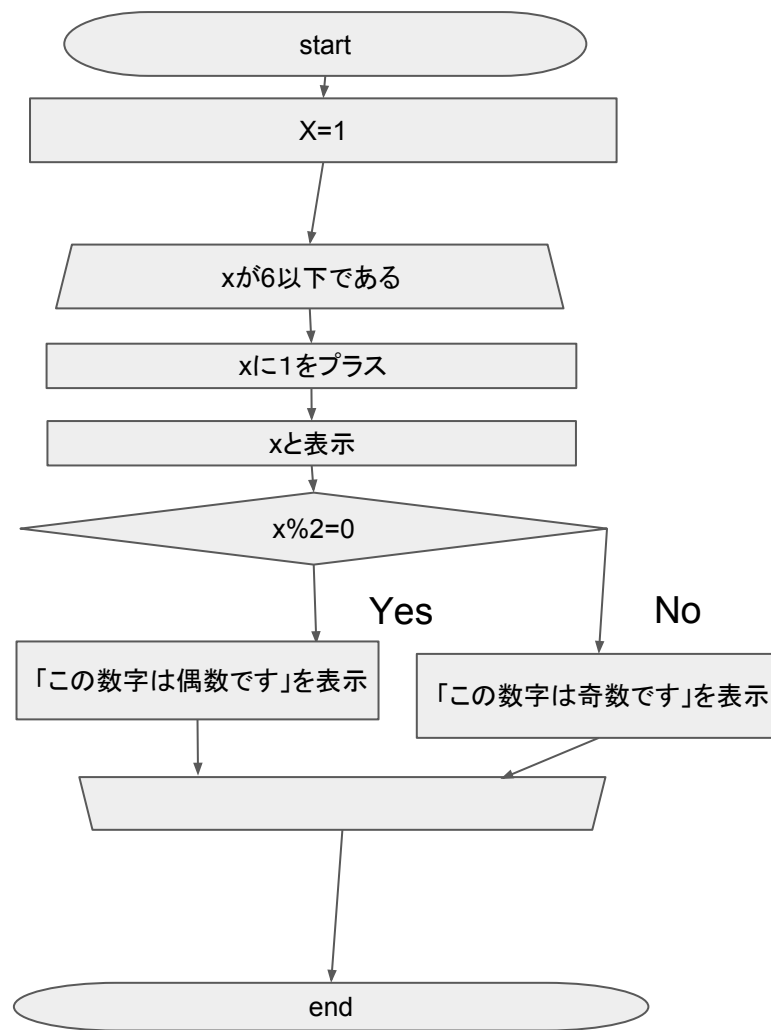 start
X=1
xが6以下である
xに１をプラス
xと表示
x%2=0
Yes
No
「この数字は偶数です」を表示
「この数字は奇数です」を表示
end